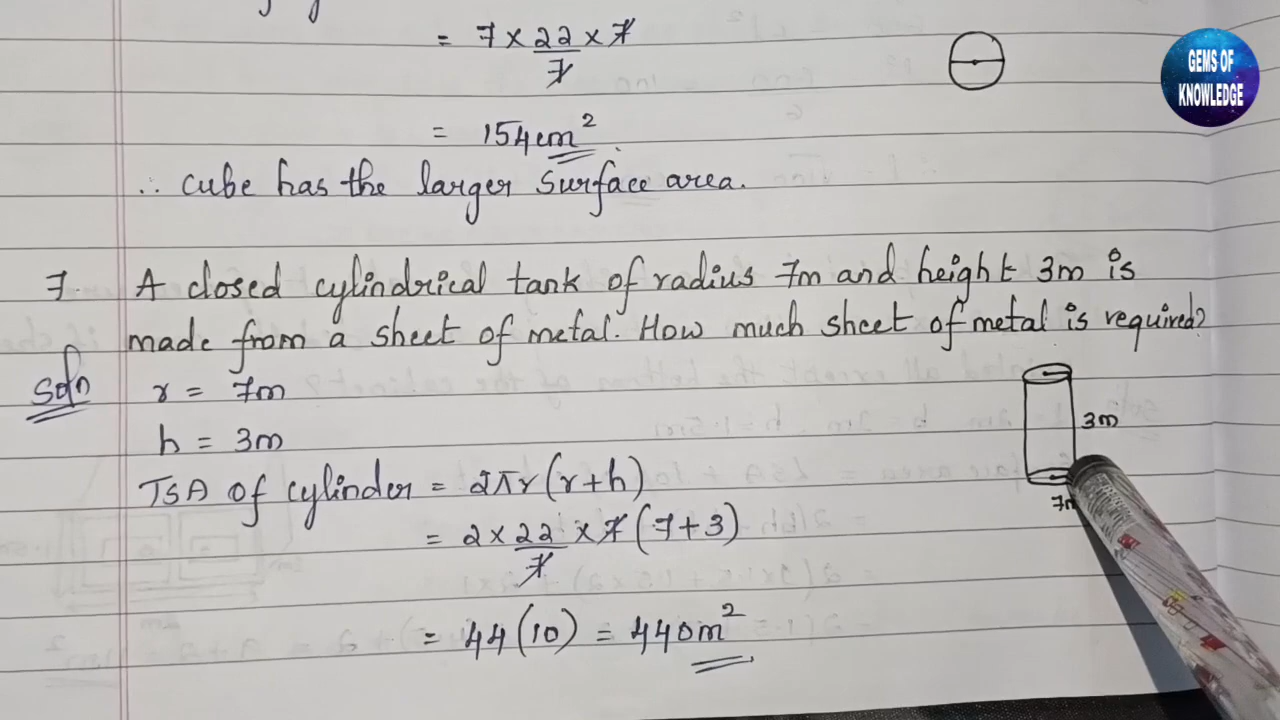 = 7 × 22/7 × 7
= 154cm².
∴ cube has the larger surface area.
7. A closed cylindrical tank of radius 7m and height 3m is
made from a sheet of metal. How much sheet of metal is required?
Soln
r = 7m
h = 3m
TSA of cylinder = 2πr(r+h)
= 2 × 22/7 × 7 (7+3)
= 44(10) = 440m²
3m
GEMS OF
KNOWLEDGE